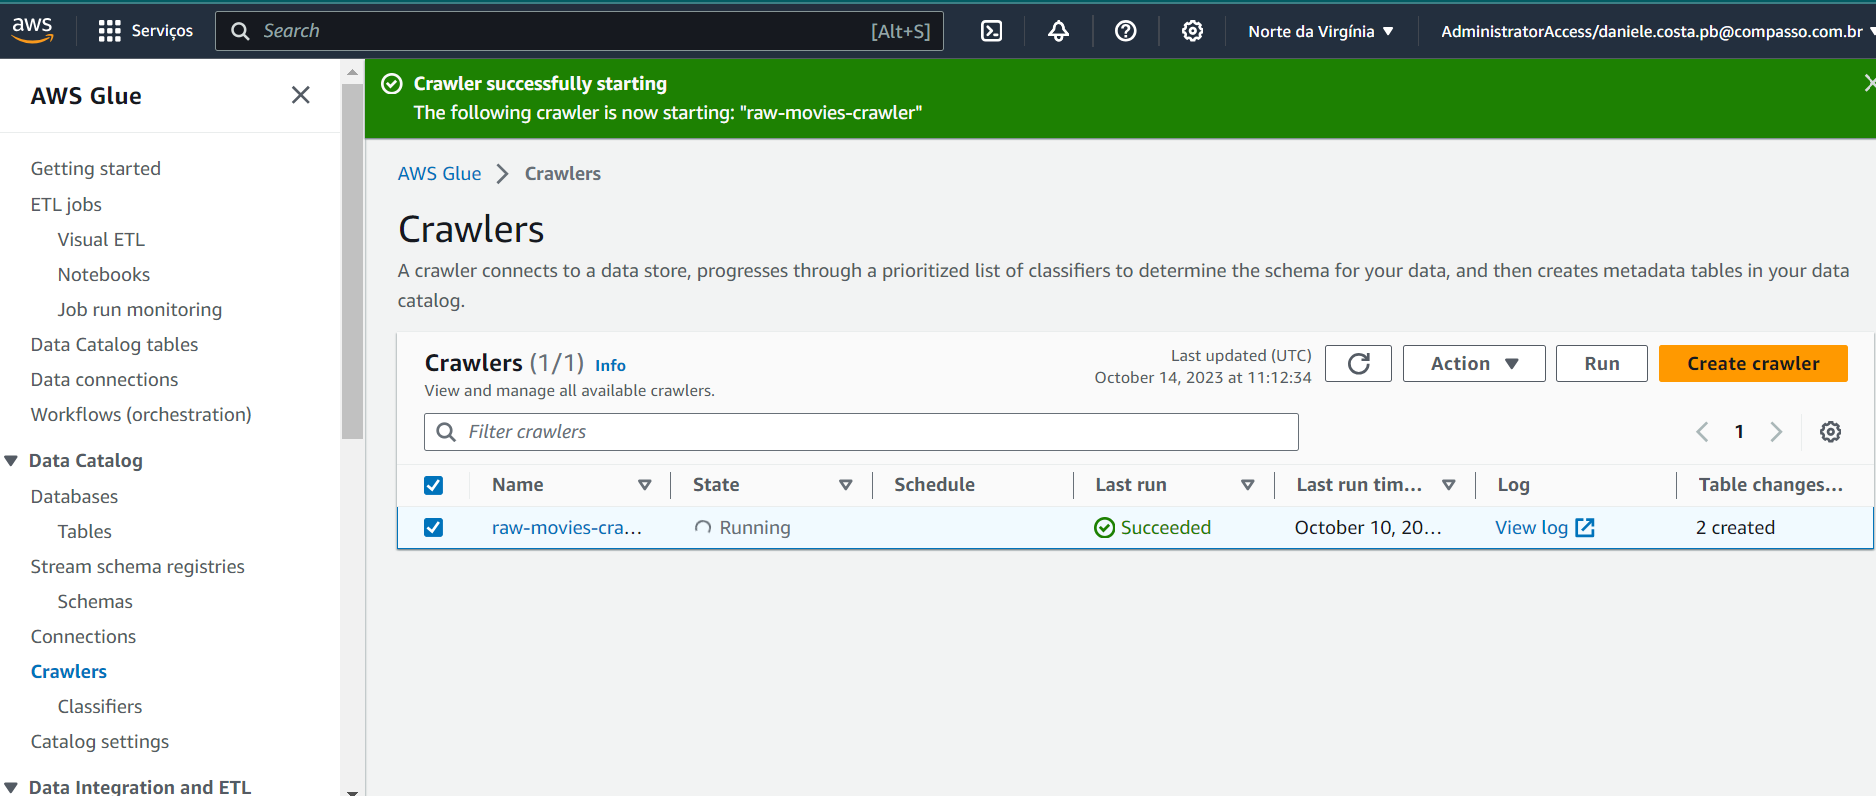 aws
Serviços
Search
[Alt+S]
Norte da Virgínia
AdministratorAccess/daniele.costa.pb@compasso.com.br
AWS Glue
Getting started
ETL jobs
Visual ETL
Notebooks
Job run monitoring
Data Catalog tables
Data connections
Workflows (orchestration)
Data Catalog
Databases
Tables
Stream schema registries
Schemas
Connections
Crawlers
Classifiers
Catalog settings
Data Integration and ETL
Crawler successfully starting
The following crawler is now starting: "raw-movies-crawler"
AWS Glue
Crawlers
Crawlers
A crawler connects to a data store, progresses through a prioritized list of classifiers to determine the schema for your data, and then creates metadata tables in your data
catalog.
Crawlers (1/1) Info
View and manage all available crawlers.
Last updated (UTC)
October 14, 2023 at 11:12:34
Action
Run
Create crawler
Filter crawlers
1
Name State Schedule Last run Last run tim... Log Table changes...
raw-movies-cra... Running Succeeded October 10, 20... View log 2 created